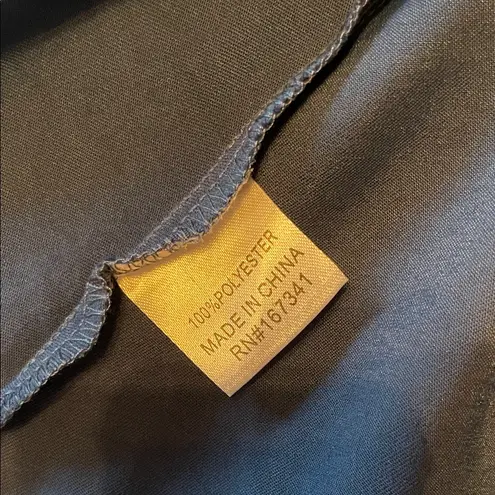 100%POLYESTER
MADE IN CHINA
RN#167341